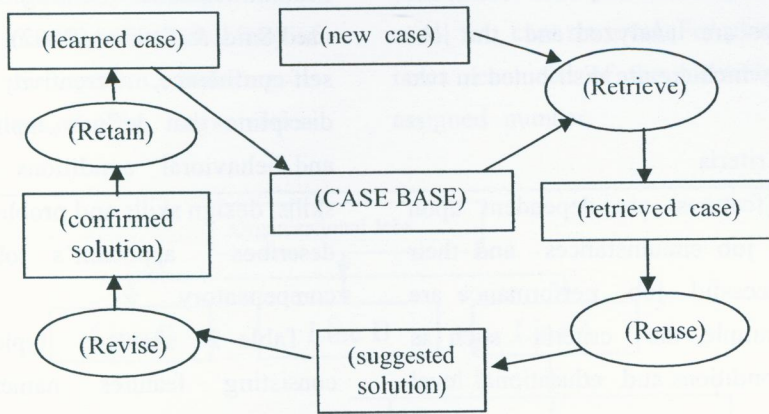 (learned case)
(new case)
(Retrieve)
(Retain)
(CASE BASE)
(retrieved case)
(confirmed
solution)
(Reuse)
(Revise)
(suggested
solution)